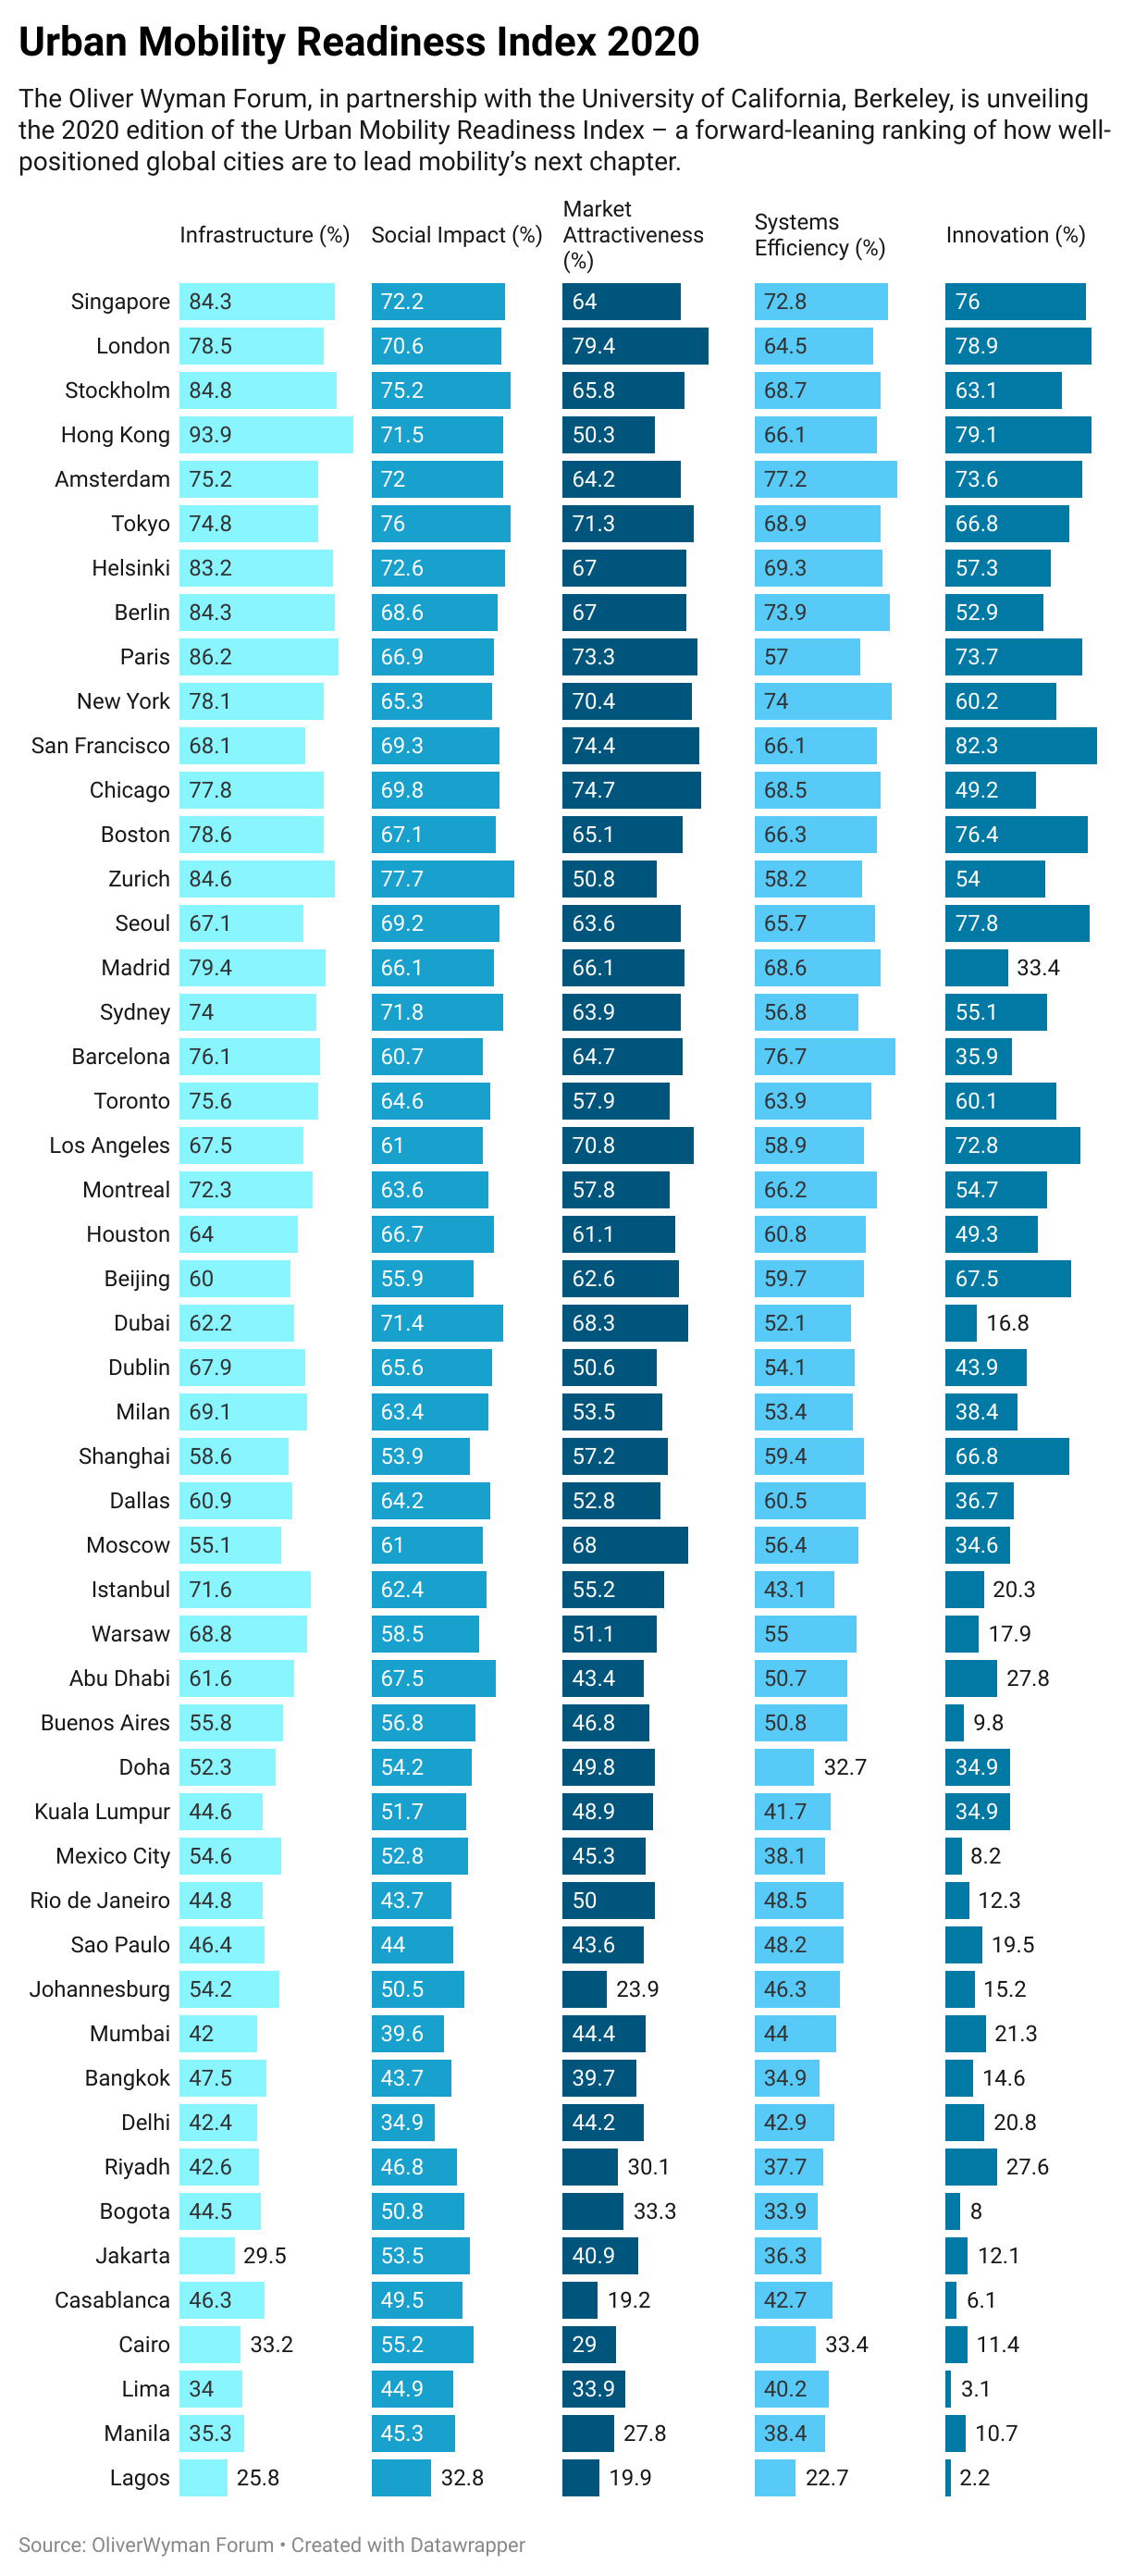 Urban Mobility Readiness Index 2020
The Oliver Wyman Forum, in partnership with the University of California, Berkeley, is unveiling
the 2020 edition of the Urban Mobility Readiness Index – a forward-leaning ranking of how well-
positioned global cities are to lead mobility’s next chapter.
Infrastructure (%) Social Impact (%) Market Attractiveness (%) Systems Efficiency (%) Innovation (%)
Singapore 84.3 72.2 64 72.8 76
London 78.5 70.6 79.4 64.5 78.9
Stockholm 84.8 75.2 65.8 68.7 63.1
Hong Kong 93.9 71.5 50.3 66.1 79.1
Amsterdam 75.2 72 64.2 77.2 73.6
Tokyo 74.8 76 71.3 68.9 66.8
Helsinki 83.2 72.6 67 69.3 57.3
Berlin 84.3 68.6 67 73.9 52.9
Paris 86.2 66.9 73.3 57 73.7
New York 78.1 65.3 70.4 74 60.2
San Francisco 68.1 69.3 74.4 66.1 82.3
Chicago 77.8 69.8 74.7 68.5 49.2
Boston 78.6 67.1 65.1 66.3 76.4
Zurich 84.6 77.7 50.8 58.2 54
Seoul 67.1 69.2 63.6 65.7 77.8
Madrid 79.4 66.1 66.1 68.6 33.4
Sydney 74 71.8 63.9 56.8 55.1
Barcelona 76.1 60.7 64.7 76.7 35.9
Toronto 75.6 64.6 57.9 63.9 60.1
Los Angeles 67.5 61 70.8 58.9 72.8
Montreal 72.3 63.6 57.8 66.2 54.7
Houston 64 66.7 61.1 60.8 49.3
Beijing 60 55.9 62.6 59.7 67.5
Dubai 62.2 71.4 68.3 52.1 16.8
Dublin 67.9 65.6 50.6 54.1 43.9
Milan 69.1 63.4 53.5 53.4 38.4
Shanghai 58.6 53.9 57.2 59.4 66.8
Dallas 60.9 64.2 52.8 60.5 36.7
Moscow 55.1 61 68 56.4 34.6
Istanbul 71.6 62.4 55.2 43.1 20.3
Warsaw 68.8 58.5 51.1 55 17.9
Abu Dhabi 61.6 67.5 43.4 50.7 27.8
Buenos Aires 55.8 56.8 46.8 50.8 9.8
Doha 52.3 54.2 49.8 32.7 34.9
Kuala Lumpur 44.6 51.7 48.9 41.7 34.9
Mexico City 54.6 52.8 45.3 38.1 8.2
Rio de Janeiro 44.8 43.7 50 48.5 12.3
Sao Paulo 46.4 44 43.6 48.2 19.5
Johannesburg 54.2 50.5 23.9 46.3 15.2
Mumbai 42 39.6 44.4 44 21.3
Bangkok 47.5 43.7 39.7 34.9 14.6
Delhi 42.4 34.9 44.2 42.9 20.8
Riyadh 42.6 46.8 30.1 37.7 27.6
Bogota 44.5 50.8 33.3 33.9 8
Jakarta 29.5 53.5 40.9 36.3 12.1
Casablanca 46.3 49.5 19.2 42.7 6.1
Cairo 33.2 55.2 29 33.4 11.4
Lima 34 44.9 33.9 40.2 3.1
Manila 35.3 45.3 27.8 38.4 10.7
Lagos 25.8 32.8 19.9 22.7 2.2
Source: OliverWyman Forum • Created with Datawrapper